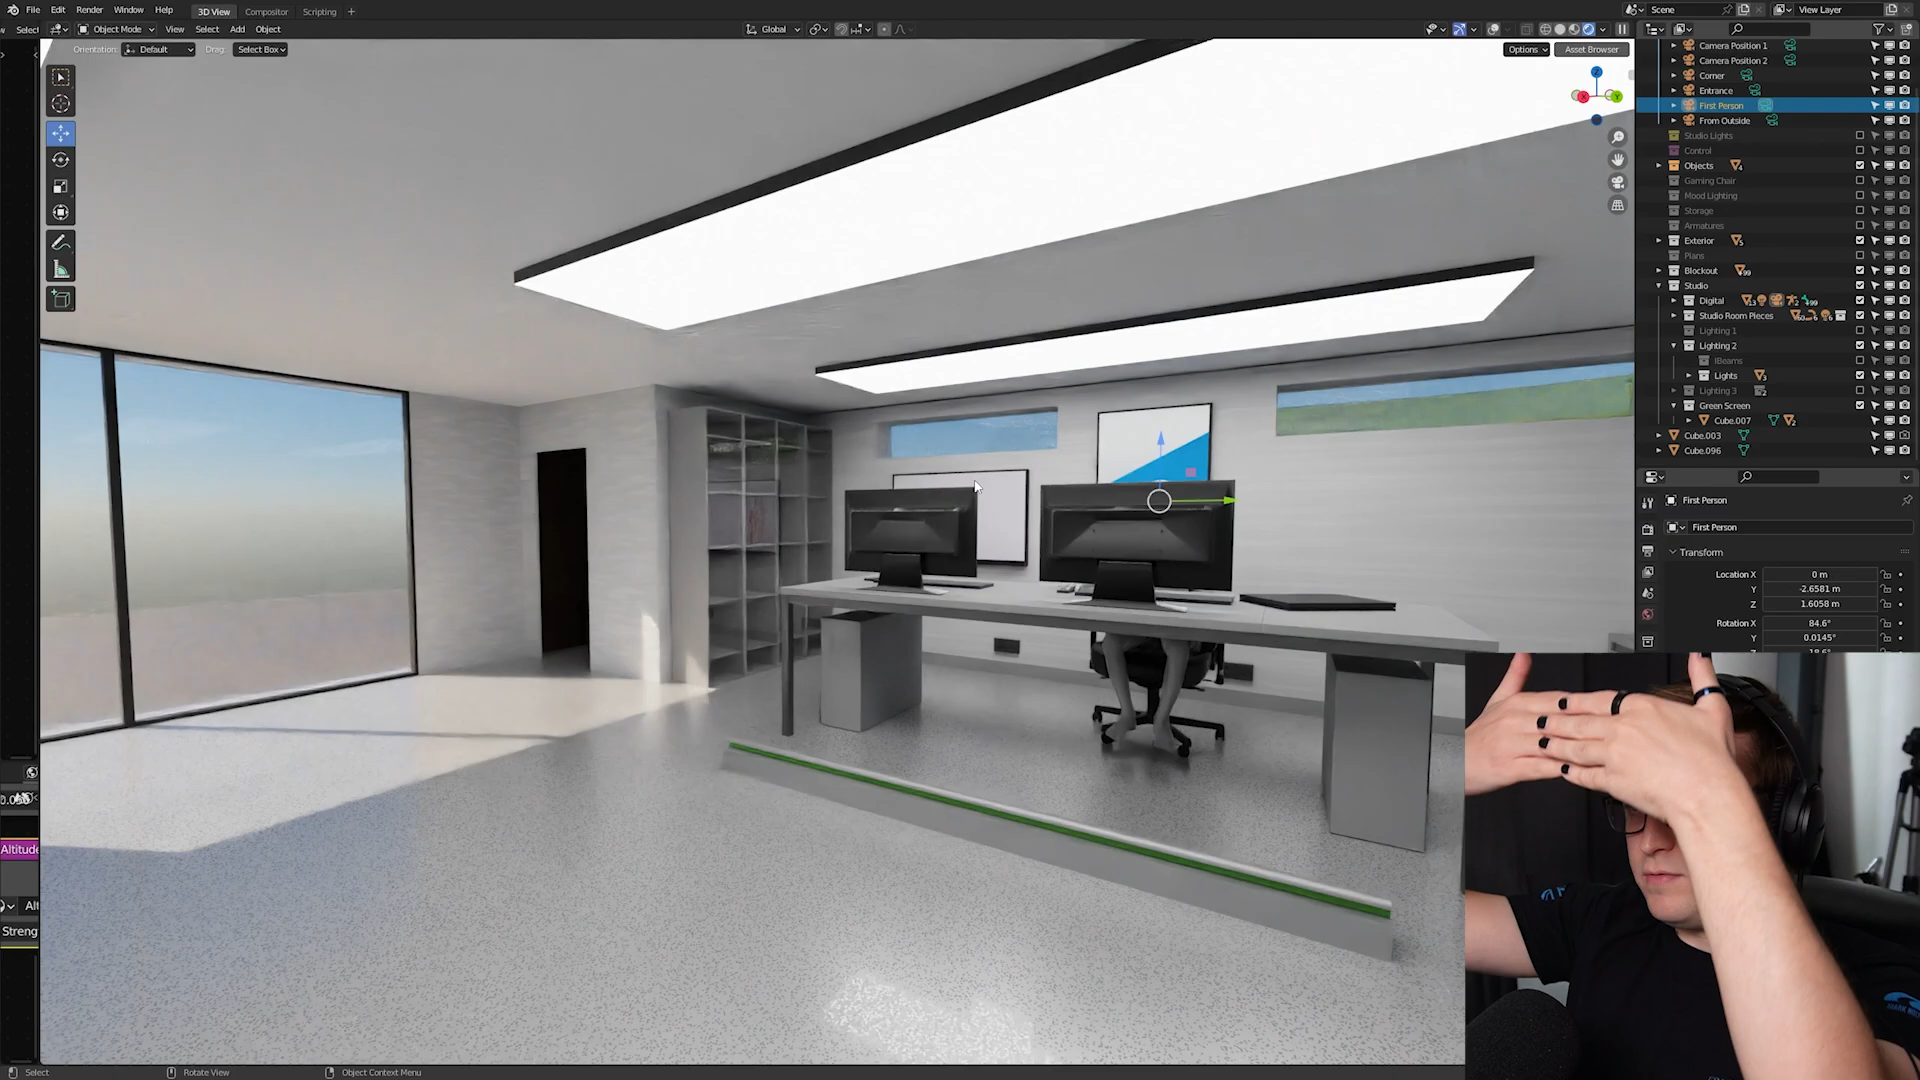 File Edit Render Window Help
3D View Compositor Scripting +
Scene
View Layer
Select
Object Mode View Select Add Object
Global
Orientation: Default Drag: Select Box
Options Asset Browser
Camera Position 1
Camera Position 2
Corner
Entrance
First Person
From Outside
Studio Lights
Control
Objects
Gaming Chair
Mood Lighting
Storage
Armatures
Exterior
Plans
Blockout
Studio
Digital
Studio Room Pieces
Lighting 1
Lighting 2
IBeams
Lights
Lighting 3
Green Screen
Cube.007
Cube.003
Cube.096
First Person
First Person
Transform
Location X 0 m
Y -2.6581 m
Z 1.6058 m
Rotation X 84.6°
Y 0.0145°
Altitude
Alt
Streng
Select Rotate View Object Context Menu